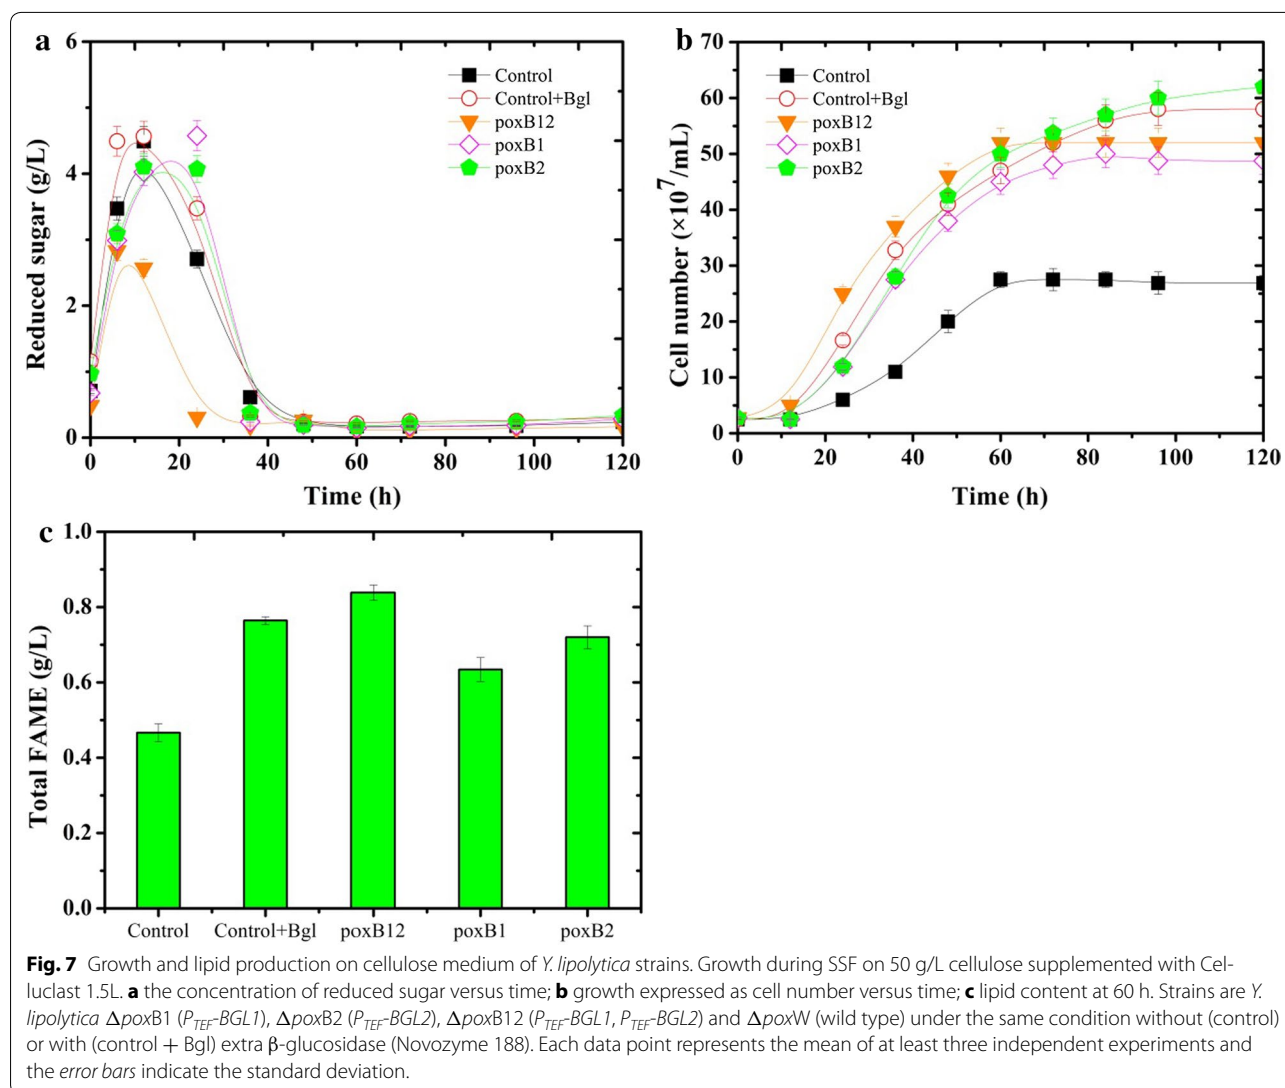 a
6
4
2
0
Reduced sugar (g/L)
Control
Control+Bgl
poxB12
poxB1
poxB2
0 20 40 60 80 100 120
Time (h)
b
70
60
50
40
30
20
10
0
Cell number (×10⁷/mL)
Control
Control+Bgl
poxB12
poxB1
poxB2
0 20 40 60 80 100 120
Time (h)
c
1.0
0.8
0.6
0.4
0.2
0.0
Total FAME (g/L)
Control Control+Bgl poxB12 poxB1 poxB2
Fig. 7 Growth and lipid production on cellulose medium of Y. lipolytica strains. Growth during SSF on 50 g/L cellulose supplemented with Cel-
luclast 1.5L. a the concentration of reduced sugar versus time; b growth expressed as cell number versus time; c lipid content at 60 h. Strains are Y.
lipolytica ΔpoxB1 (PTEF-BGL1), ΔpoxB2 (PTEF-BGL2), ΔpoxB12 (PTEF-BGL1, PTEF-BGL2) and ΔpoxW (wild type) under the same condition without (control)
or with (control + Bgl) extra β-glucosidase (Novozyme 188). Each data point represents the mean of at least three independent experiments and
the error bars indicate the standard deviation.